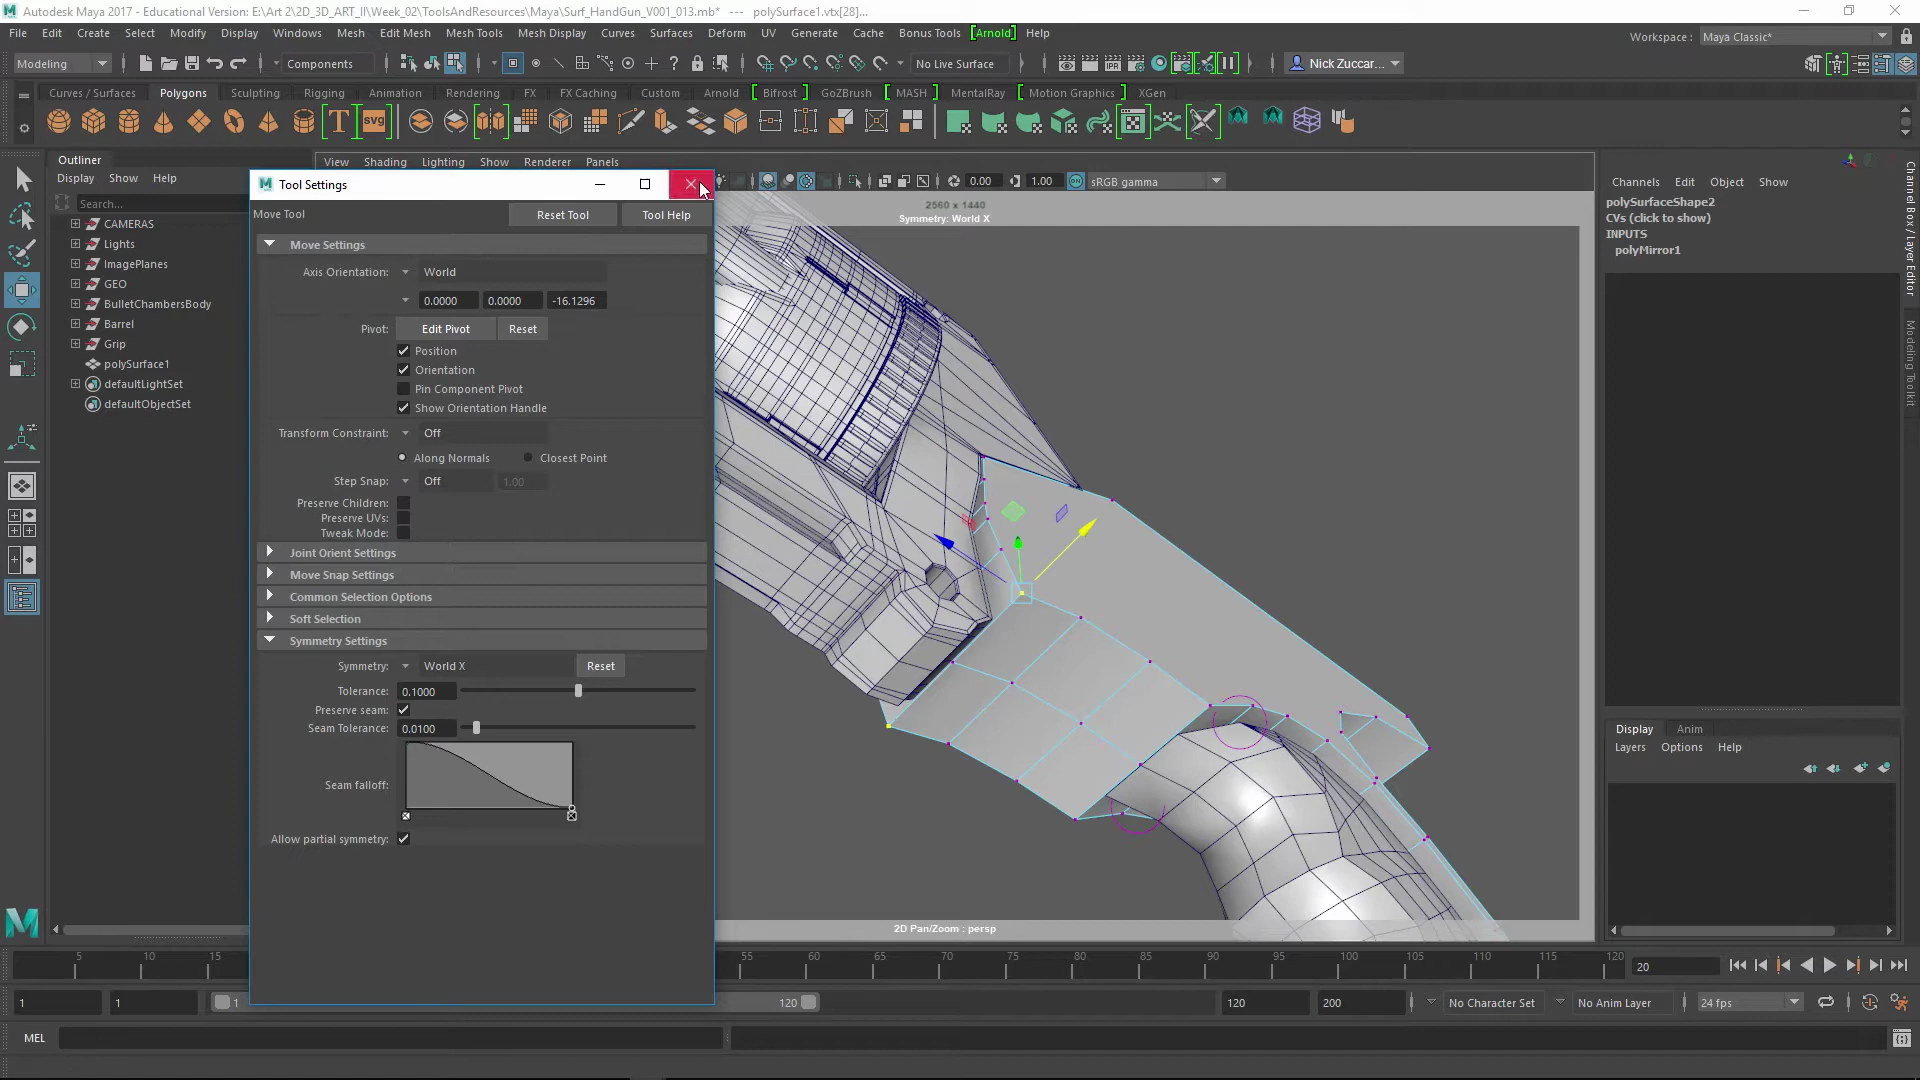 Autodesk Maya 2017 - Educational Version: E:\Art 2\2D_3D_ART_II\Week_02\ToolsAndResources\Maya\Surf_HandGun_V001_013.mb* --- polySurface1.vtx[28]...
File Edit Create Select Modify Display Windows Mesh Edit Mesh Mesh Tools Mesh Display Curves Surfaces Deform UV Generate Cache Bonus Tools [Arnold] Help
Workspace : Maya Classic*
Modeling Components No Live Surface Nick Zuccar...
Curves / Surfaces Polygons Sculpting Rigging Animation Rendering FX FX Caching Custom Arnold [ Bifrost ] GoZBrush [ MASH ] MentalRay [ Motion Graphics ] XGen
T svg
Outliner
Display Show Help
Search...
CAMERAS
Lights
ImagePlanes
GEO
BulletChambersBody
Barrel
Grip
polySurface1
defaultLightSet
defaultObjectSet
View Shading Lighting Show Renderer Panels
0.00 1.00 ON sRGB gamma
2560 x 1440
Symmetry: World X
Tool Settings
Move Tool Reset Tool Tool Help
Move Settings
Axis Orientation: World
0.0000 0.0000 -16.1296
Pivot: Edit Pivot Reset
Position
Orientation
Pin Component Pivot
Show Orientation Handle
Transform Constraint: Off
Along Normals Closest Point
Step Snap: Off 1.00
Preserve Children:
Preserve UVs:
Tweak Mode:
Joint Orient Settings
Move Snap Settings
Common Selection Options
Soft Selection
Symmetry Settings
Symmetry: World X Reset
Tolerance: 0.1000
Preserve seam:
Seam Tolerance: 0.0100
Seam falloff:
Allow partial symmetry:
2D Pan/Zoom : persp
Channels Edit Object Show
polySurfaceShape2
CVs (click to show)
INPUTS
polyMirror1
Channel Box / Layer Editor
Modeling Toolkit
Display Anim
Layers Options Help
5 10 15 55 60 65 70 75 80 85 90 95 100 105 110 115 120 20
1 1 1 120 120 200 No Character Set No Anim Layer 24 fps
MEL